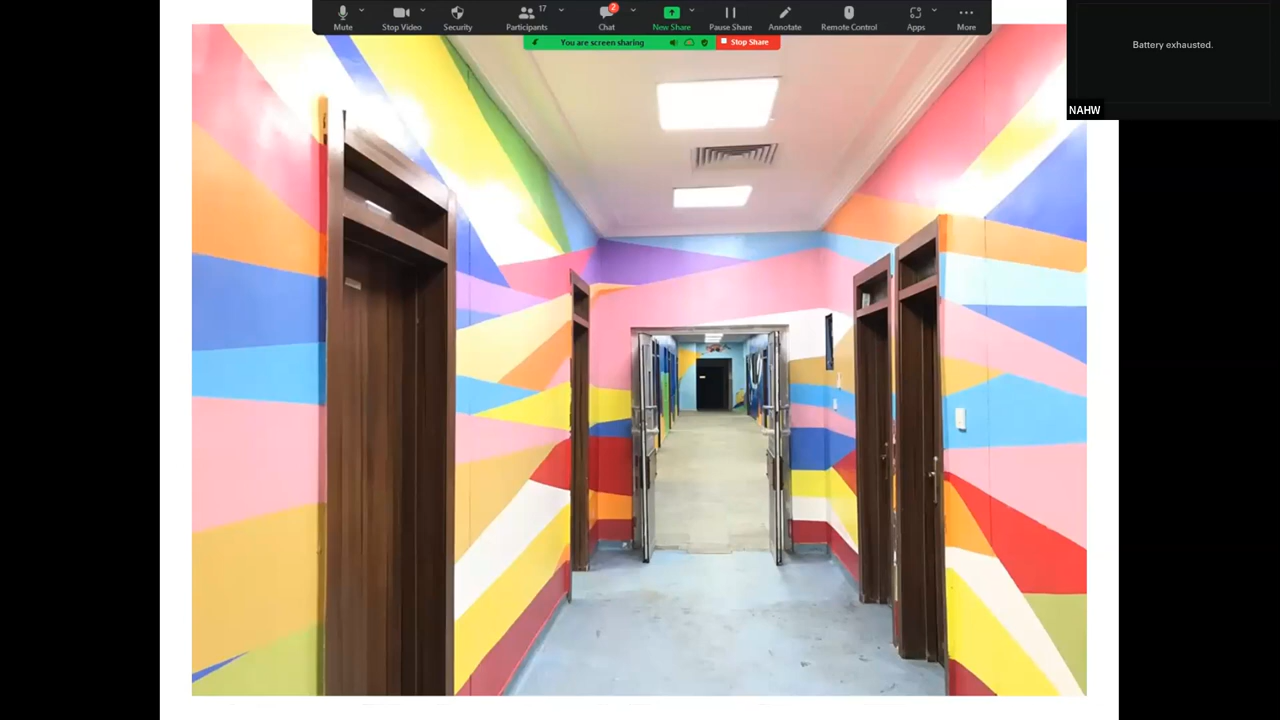 Mute
Stop Video
Security
17
Participants
2
Chat
New Share
Pause Share
Annotate
Remote Control
Apps
More
You are screen sharing
Stop Share
Battery exhausted.
NAHW